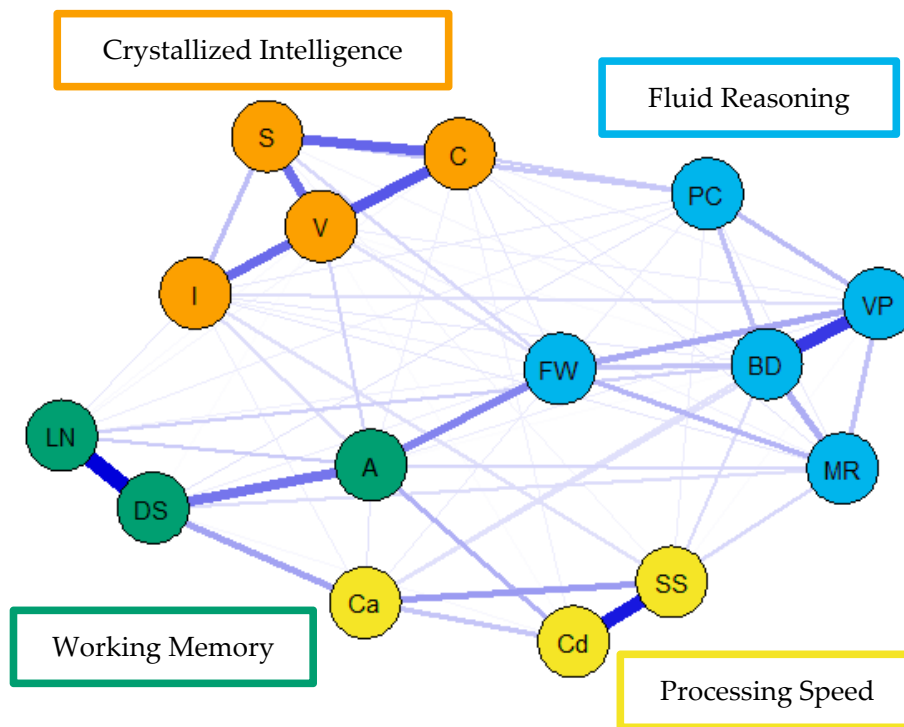 Crystallized Intelligence
Fluid Reasoning
S
C
PC
V
I
VP
FW
BD
LN
A
MR
DS
Ca
SS
Cd
Working Memory
Processing Speed